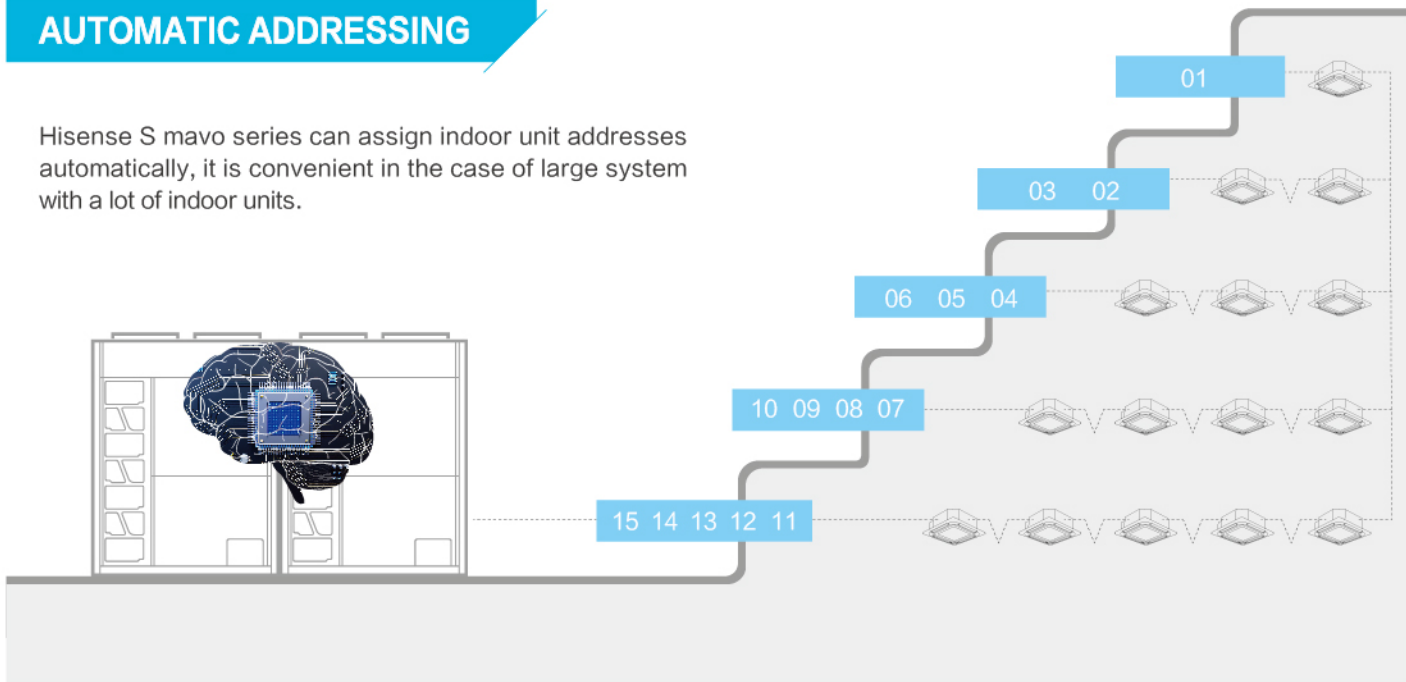 AUTOMATIC ADDRESSING
Hisense S mavo series can assign indoor unit addresses
automatically, it is convenient in the case of large system
with a lot of indoor units.
01
03 02
06 05 04
10 09 08 07
15 14 13 12 11